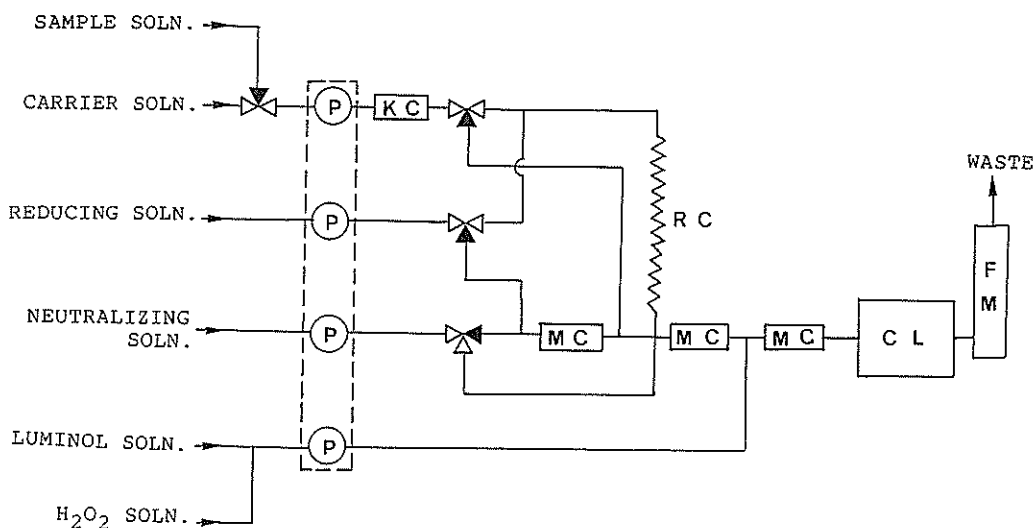 SAMPLE SOLN.
CARRIER SOLN.
P
K C
WASTE
REDUCING SOLN.
P
R C
F
M
NEUTRALIZING
SOLN.
P
M C
M C
M C
C L
LUMINOL SOLN.
P
H₂O₂ SOLN.